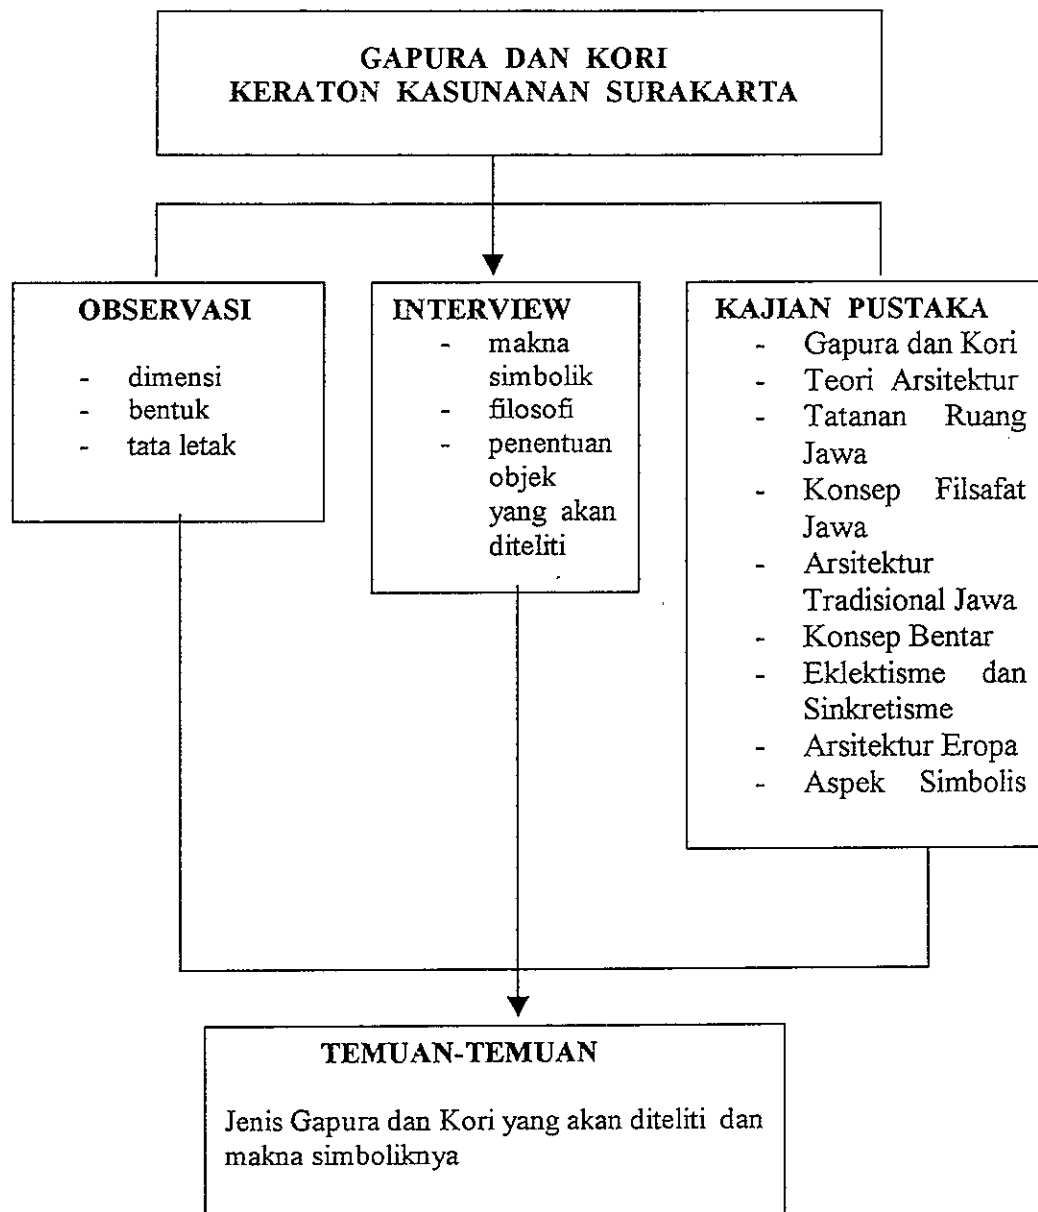 GAPURA DAN KORI
KERATON KASUNANAN SURAKARTA
OBSERVASI
- dimensi
- bentuk
- tata letak
INTERVIEW
- makna
simbolik
- filosofi
- penentuan
objek
yang akan
diteliti
KAJIAN PUSTAKA
- Gapura dan Kori
- Teori Arsitektur
- Tatanan Ruang
Jawa
- Konsep Filsafat
Jawa
- Arsitektur
Tradisional Jawa
- Konsep Bentar
- Eklektisme dan
Sinkretisme
- Arsitektur Eropa
- Aspek Simbolis
TEMUAN-TEMUAN
Jenis Gapura dan Kori yang akan diteliti dan
makna simboliknya